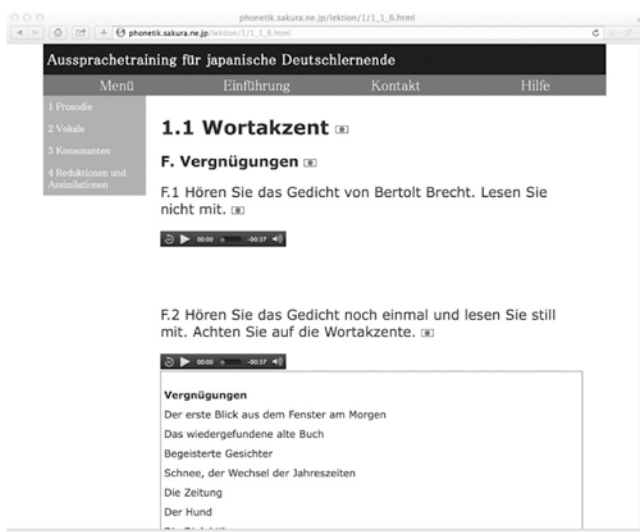 phonetik.sakura.ne.jp/lektion/1/1_1_6.html
phonetik.sakura.ne.jp/lektion/1/1_1_6.html
Aussprachetraining für japanische Deutschlernende
Menü Einführung Kontakt Hilfe
1 Prosodie
2 Vokale
3 Konsonanten
4 Reduktionen und
Assimilationen
1.1 Wortakzent
F. Vergnügungen
F.1 Hören Sie das Gedicht von Bertolt Brecht. Lesen Sie
nicht mit.
00:00 -00:37
F.2 Hören Sie das Gedicht noch einmal und lesen Sie still
mit. Achten Sie auf die Wortakzente.
00:00 -00:37
Vergnügungen
Der erste Blick aus dem Fenster am Morgen
Das wiedergefundene alte Buch
Begeisterte Gesichter
Schnee, der Wechsel der Jahreszeiten
Die Zeitung
Der Hund